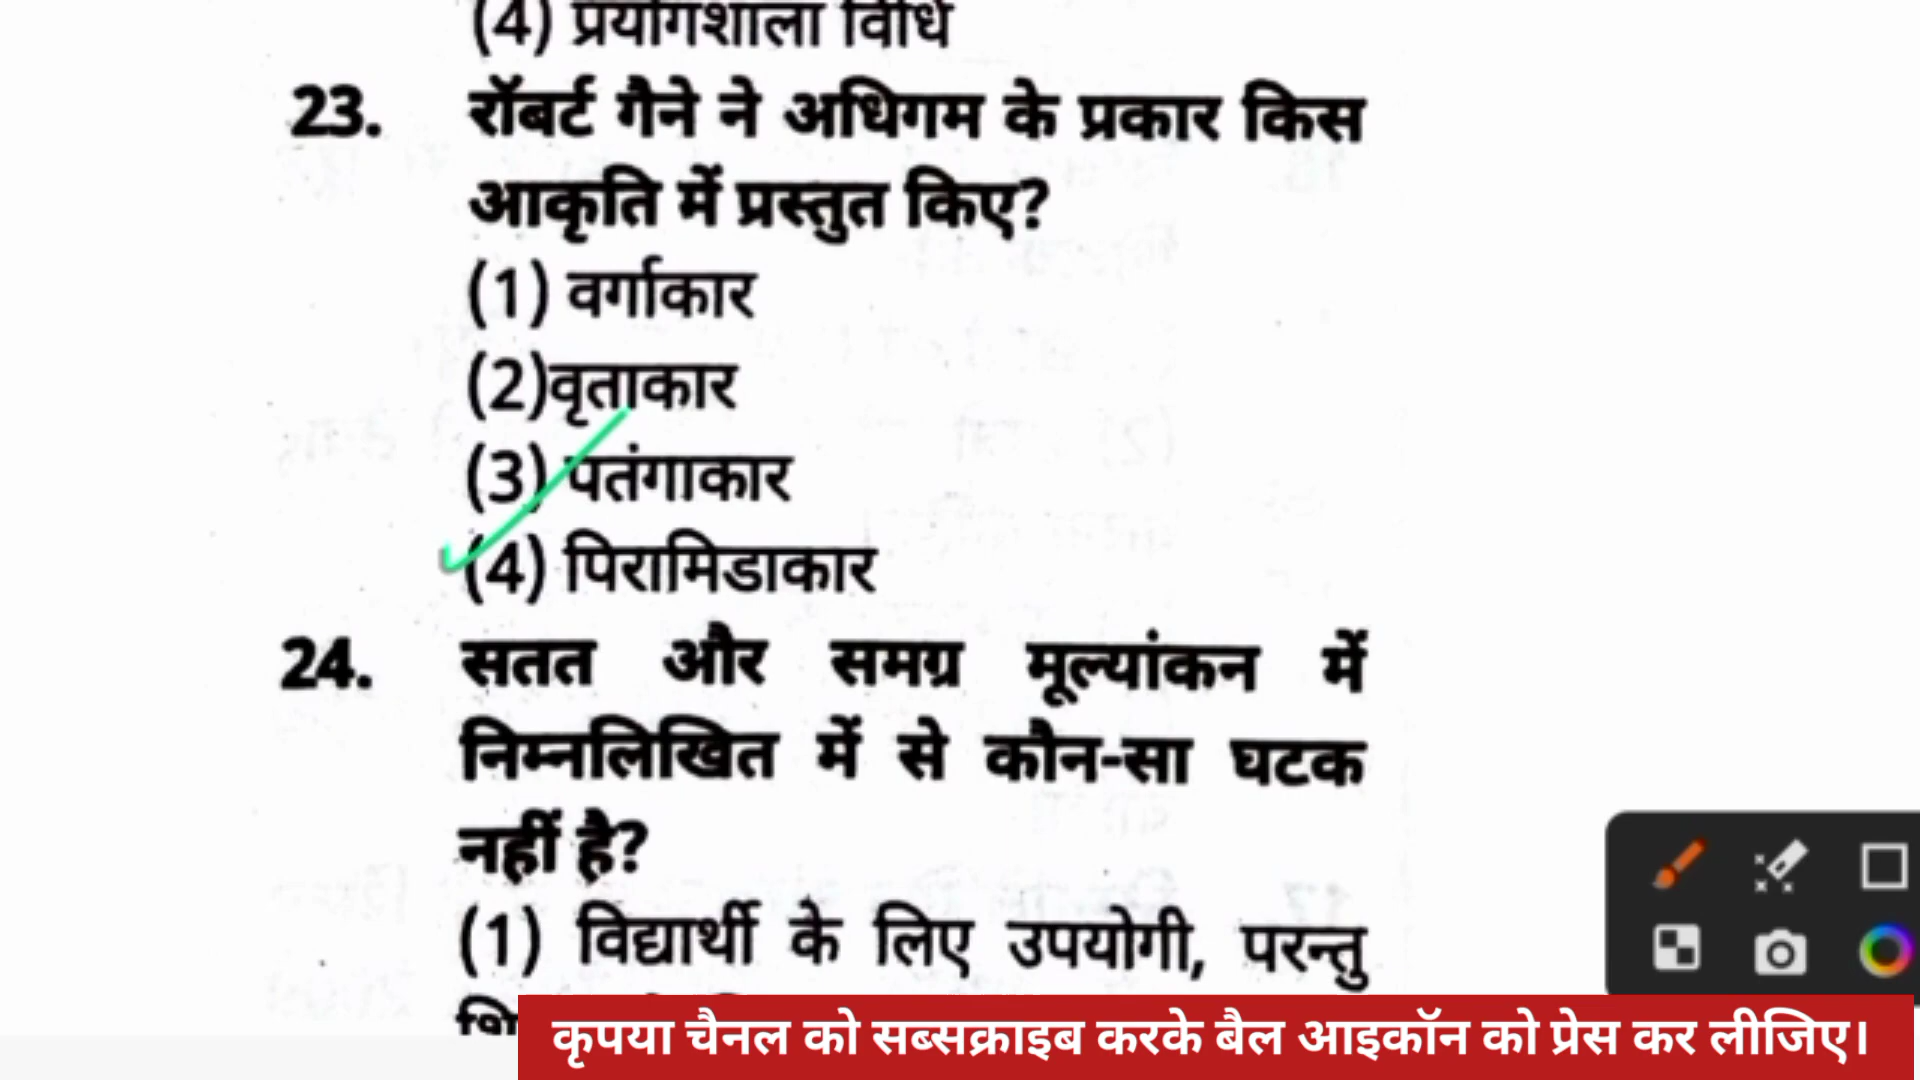 (4) प्रयोगशाला विधि
23. रॉबर्ट गैने ने अधिगम के प्रकार किस
आकृति में प्रस्तुत किए?
(1) वर्गाकार
(2)वृताकार
(3) पतंगाकार
(4) पिरामिडाकार
24. सतत और समग्र मूल्यांकन में
निम्नलिखित में से कौन-सा घटक
नहीं है?
(1) विद्यार्थी के लिए उपयोगी, परन्तु
कृपया चैनल को सब्सक्राइब करके बैल आइकॉन को प्रेस कर लीजिए।